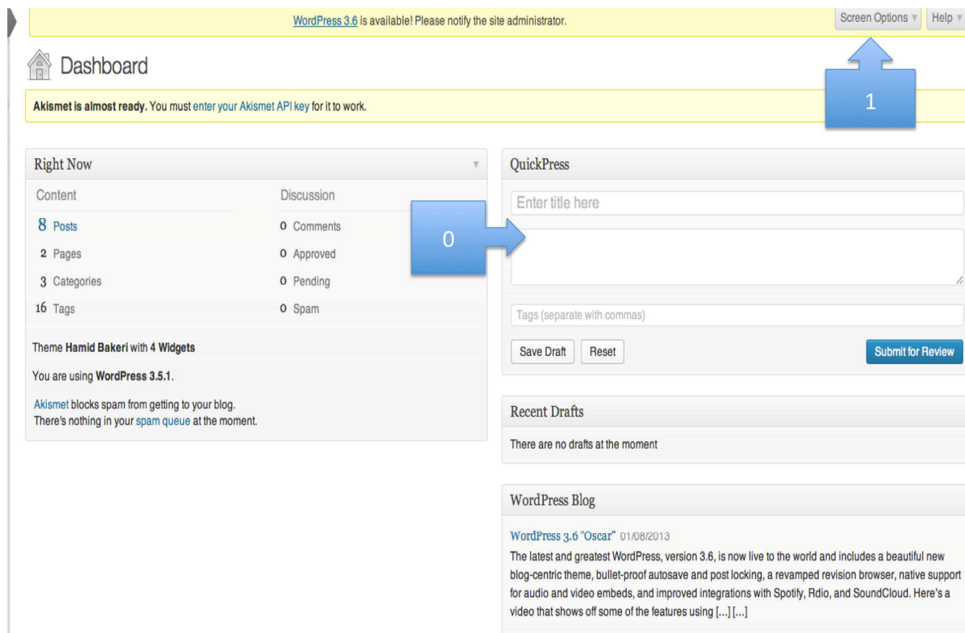 WordPress 3.6 is available! Please notify the site administrator.
Screen Options
Help
Dashboard
1
Akismet is almost ready. You must enter your Akismet API key for it to work.
Right Now
Content
Discussion
8 Posts
0 Comments
2 Pages
0 Approved
3 Categories
0 Pending
16 Tags
0 Spam
Theme Hamid Bakeri with 4 Widgets
You are using WordPress 3.5.1.
Akismet blocks spam from getting to your blog.
There's nothing in your spam queue at the moment.
0
QuickPress
Enter title here
Tags (separate with commas)
Save Draft
Reset
Submit for Review
Recent Drafts
There are no drafts at the moment
WordPress Blog
WordPress 3.6 "Oscar" 01/08/2013
The latest and greatest WordPress, version 3.6, is now live to the world and includes a beautiful new
blog-centric theme, bullet-proof autosave and post locking, a revamped revision browser, native support
for audio and video embeds, and improved integrations with Spotify, Rdio, and SoundCloud. Here's a
video that shows off some of the features using [...] [...]